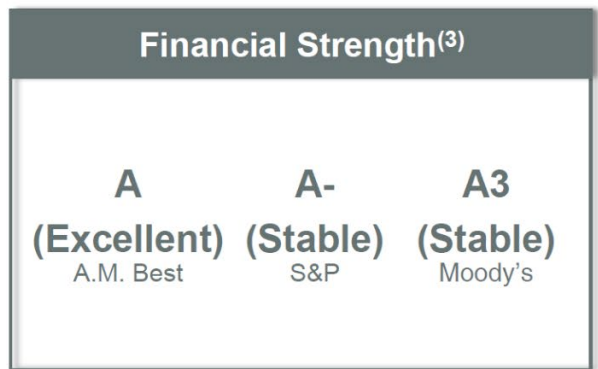 Financial Strength(3)
A A- A3
(Excellent) (Stable) (Stable)
A.M. Best S&P Moody's